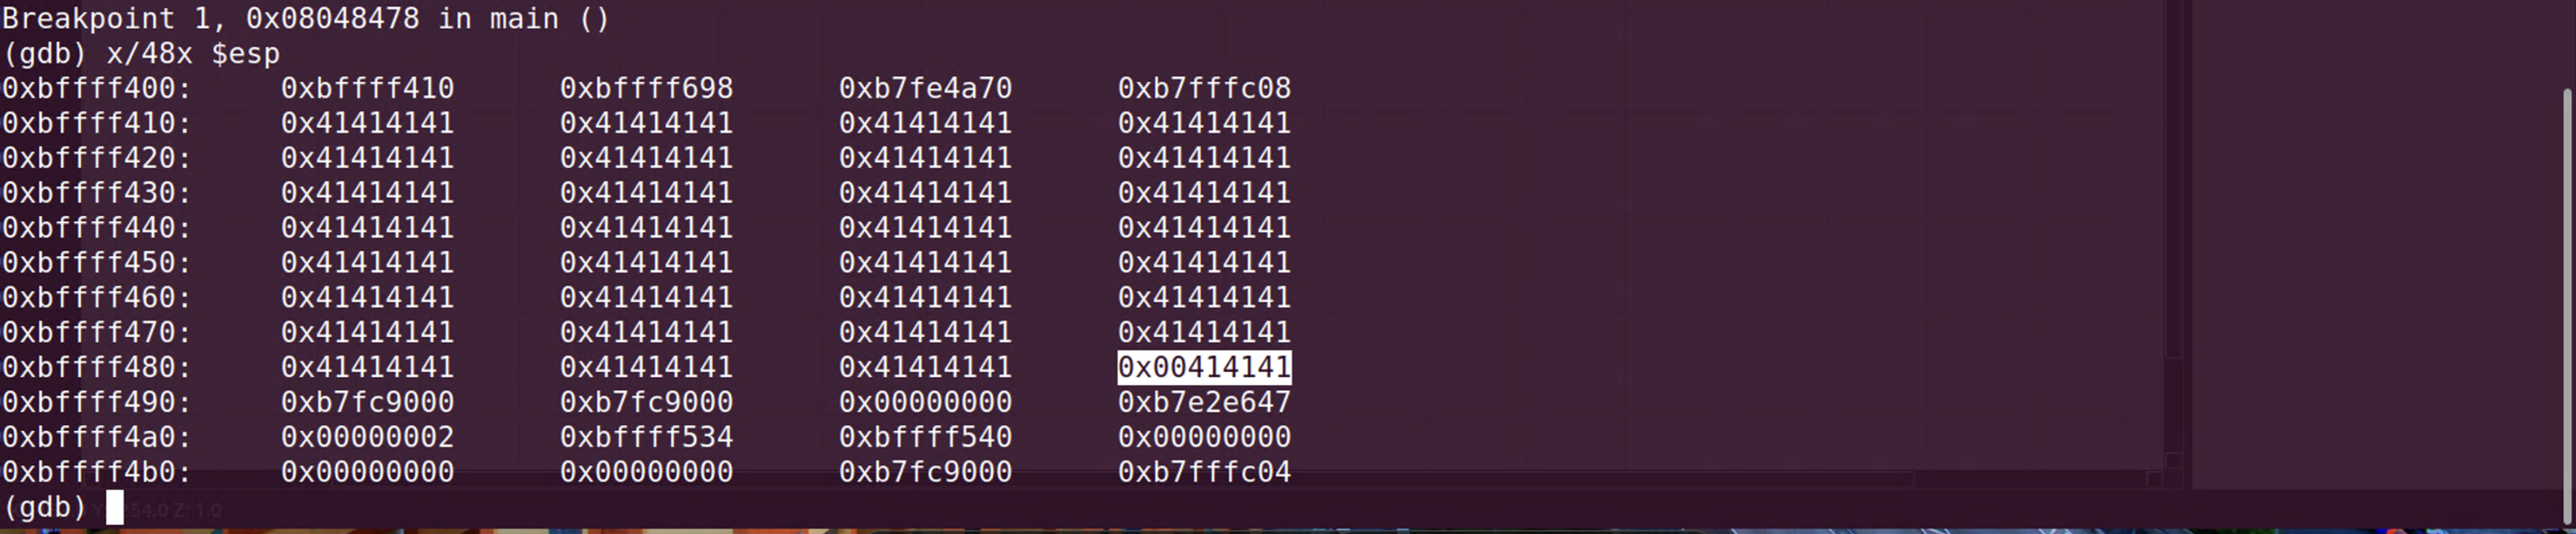 Breakpoint 1, 0x08048478 in main ()
(gdb) x/48x $esp
0xbffff400: 0xbffff410 0xbffff698 0xb7fe4a70 0xb7fffc08
0xbffff410: 0x41414141 0x41414141 0x41414141 0x41414141
0xbffff420: 0x41414141 0x41414141 0x41414141 0x41414141
0xbffff430: 0x41414141 0x41414141 0x41414141 0x41414141
0xbffff440: 0x41414141 0x41414141 0x41414141 0x41414141
0xbffff450: 0x41414141 0x41414141 0x41414141 0x41414141
0xbffff460: 0x41414141 0x41414141 0x41414141 0x41414141
0xbffff470: 0x41414141 0x41414141 0x41414141 0x41414141
0xbffff480: 0x41414141 0x41414141 0x41414141 0x00414141
0xbffff490: 0xb7fc9000 0xb7fc9000 0x00000000 0xb7e2e647
0xbffff4a0: 0x00000002 0xbffff534 0xbffff540 0x00000000
0xbffff4b0: 0x00000000 0x00000000 0xb7fc9000 0xb7fffc04
(gdb)